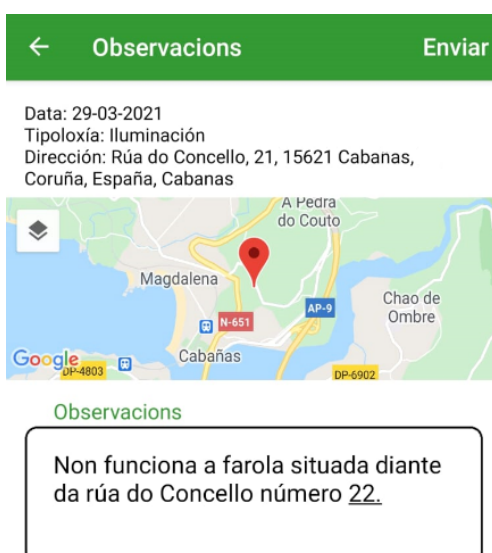 Observacions
Enviar
Data: 29-03-2021
Tipoloxía: Iluminación
Dirección: Rúa do Concello, 21, 15621 Cabanas,
Coruña, España, Cabanas
A Pedra
do Couto
Magdalena
Chao de
Ombre
AP-9
N-651
Cabañas
Google
DP-4803
DP-6902
Observacions
Non funciona a farola situada diante
da rúa do Concello número 22.